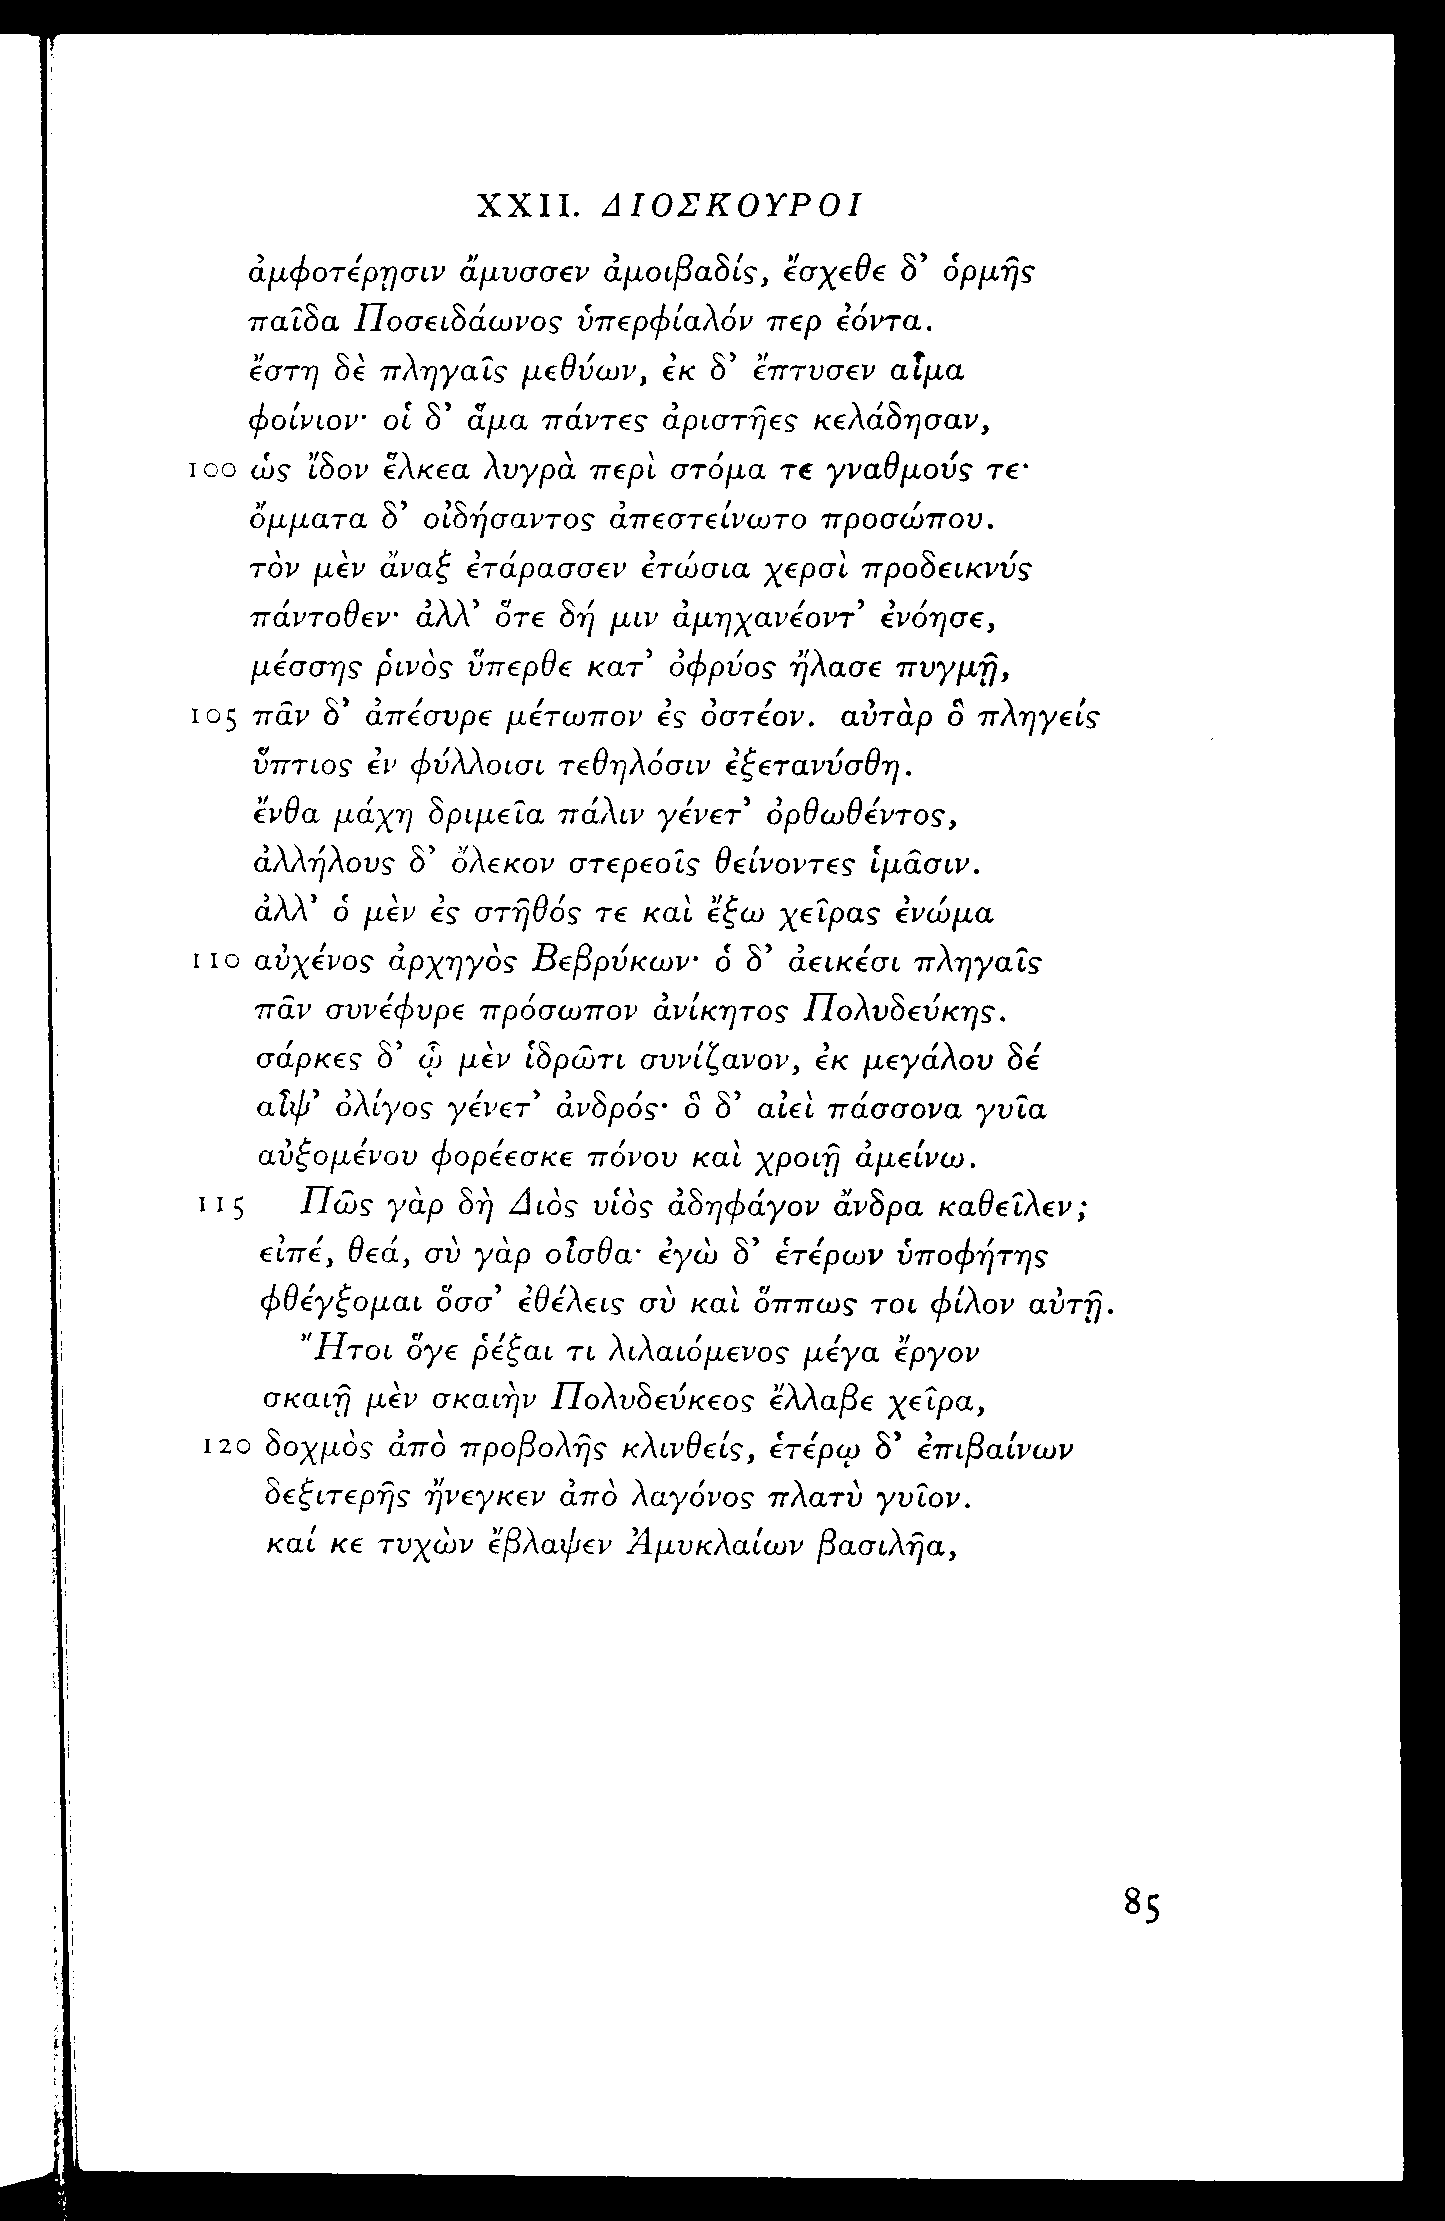 XXII. ΔΙΟΣΚΟΥΡΟΙ
ἀμφοτέρῃσιν ἄμυσσεν ἀμοιβαδίς, ἔσχεθε δ’ ὁρμῆς
παῖδα Ποσειδάωνος ὑπερφίαλόν περ ἐόντα.
ἔστη δὲ πληγαῖς μεθύων, ἐκ δ’ ἔπτυσεν αἷμα
φοίνιον· οἱ δ’ ἅμα πάντες ἀριστῆες κελάδησαν,
100 ὡς ἴδον ἕλκεα λυγρὰ περὶ στόμα τε γναθμούς τε·
ὄμματα δ’ οἰδήσαντος ἀπεστείνωτο προσώπου.
τὸν μὲν ἄναξ ἐτάρασσεν ἐτώσια χερσὶ προδεικνύς
πάντοθεν· ἀλλ’ ὅτε δή μιν ἀμηχανέοντ’ ἐνόησε,
μέσσης ῥινὸς ὕπερθε κατ’ ὀφρύος ἤλασε πυγμῇ,
105 πᾶν δ’ ἀπέσυρε μέτωπον ἐς ὀστέον. αὐτὰρ ὃ πληγείς
ὕπτιος ἐν φύλλοισι τεθηλόσιν ἐξετανύσθη.
ἔνθα μάχη δριμεῖα πάλιν γένετ’ ὀρθωθέντος,
ἀλλήλους δ’ ὄλεκον στερεοῖς θείνοντες ἱμᾶσιν.
ἀλλ’ ὁ μὲν ἐς στῆθός τε καὶ ἔξω χεῖρας ἐνώμα
110 αὐχένος ἀρχηγὸς Βεβρύκων· ὁ δ’ ἀεικέσι πληγαῖς
πᾶν συνέφυρε πρόσωπον ἀνίκητος Πολυδεύκης.
σάρκες δ’ ᾧ μὲν ἱδρῶτι συνίζανον, ἐκ μεγάλου δέ
αἶψ’ ὀλίγος γένετ’ ἀνδρός· ὃ δ’ αἰεὶ πάσσονα γυῖα
αὐξομένου φορέεσκε πόνου καὶ χροιῇ ἀμείνω.
115 Πῶς γὰρ δὴ Διὸς υἱὸς ἀδηφάγον ἄνδρα καθεῖλεν;
εἰπέ, θεά, σὺ γὰρ οἶσθα· ἐγὼ δ’ ἑτέρων ὑποφήτης
φθέγξομαι ὅσσ’ ἐθέλεις σὺ καὶ ὅππως τοι φίλον αὐτῇ.
Ἤτοι ὅγε ῥέξαι τι λιλαιόμενος μέγα ἔργον
σκαιῇ μὲν σκαιὴν Πολυδεύκεος ἔλλαβε χεῖρα,
120 δοχμὸς ἀπὸ προβολῆς κλινθείς, ἑτέρῳ δ’ ἐπιβαίνων
δεξιτερῆς ἤνεγκεν ἀπὸ λαγόνος πλατὺ γυῖον.
καί κε τυχὼν ἔβλαψεν Ἀμυκλαίων βασιλῆα,
85